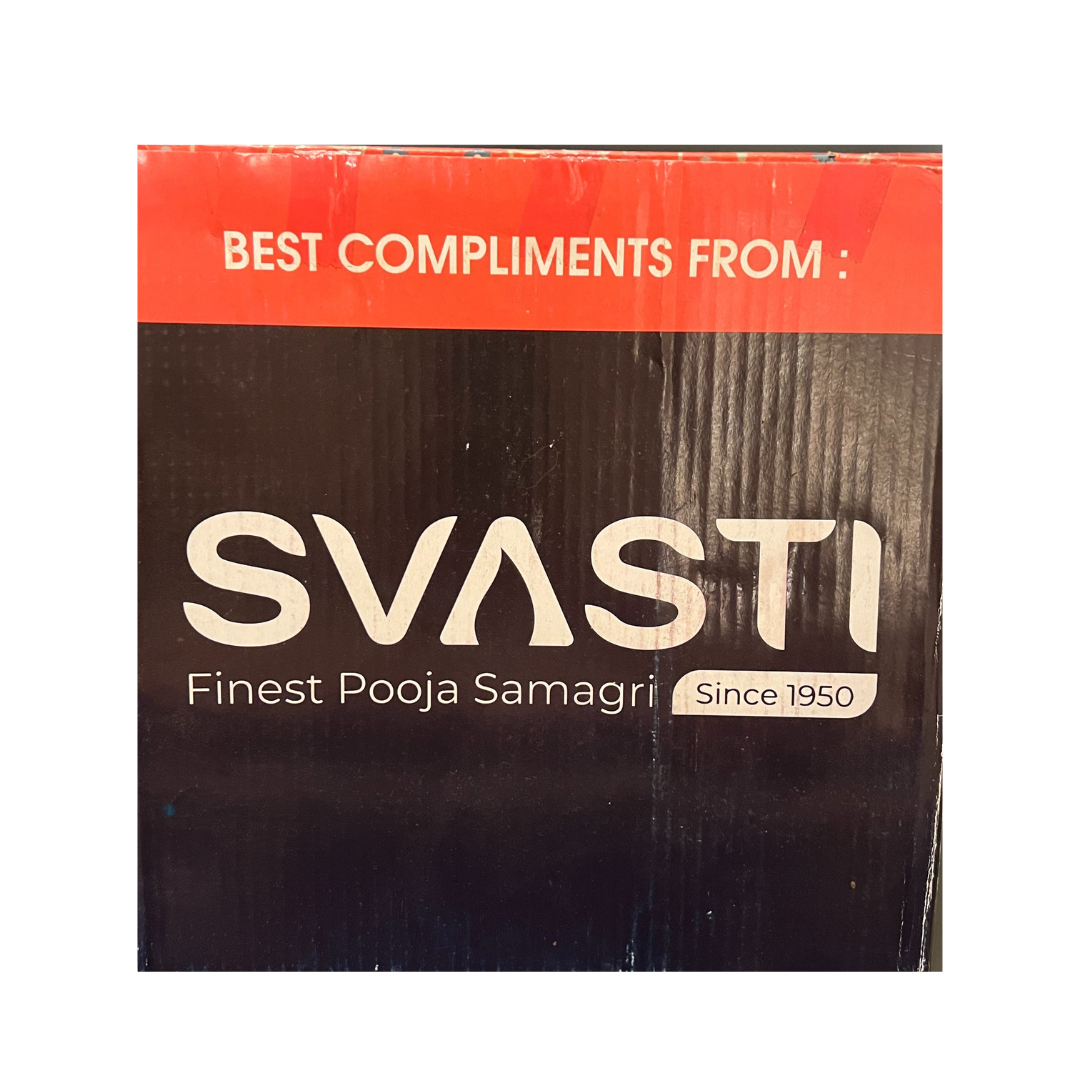 BEST COMPLIMENTS FROM :
SVASTI
Finest Pooja Samagri
Since 1950